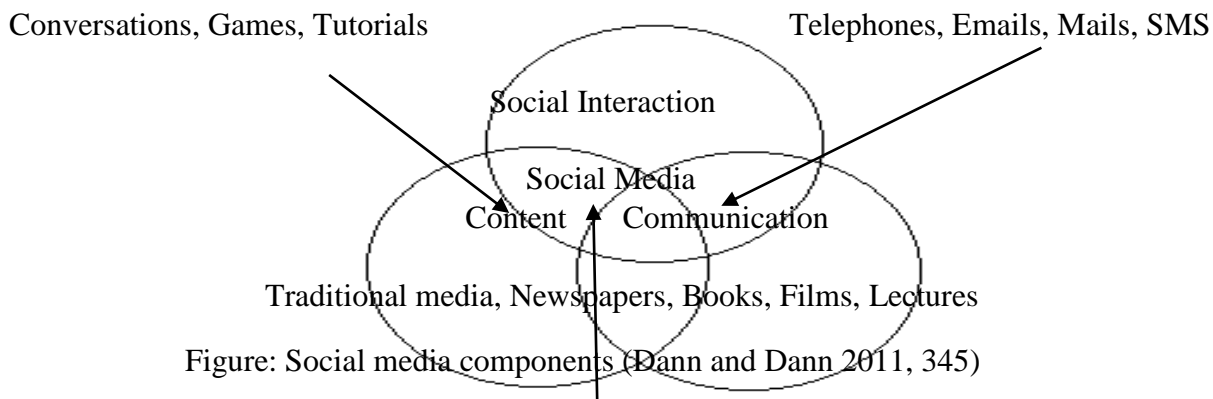 Conversations, Games, Tutorials
Telephones, Emails, Mails, SMS
Social Interaction
Social Media
Content
Communication
Traditional media, Newspapers, Books, Films, Lectures
Figure: Social media components (Dann and Dann 2011, 345)